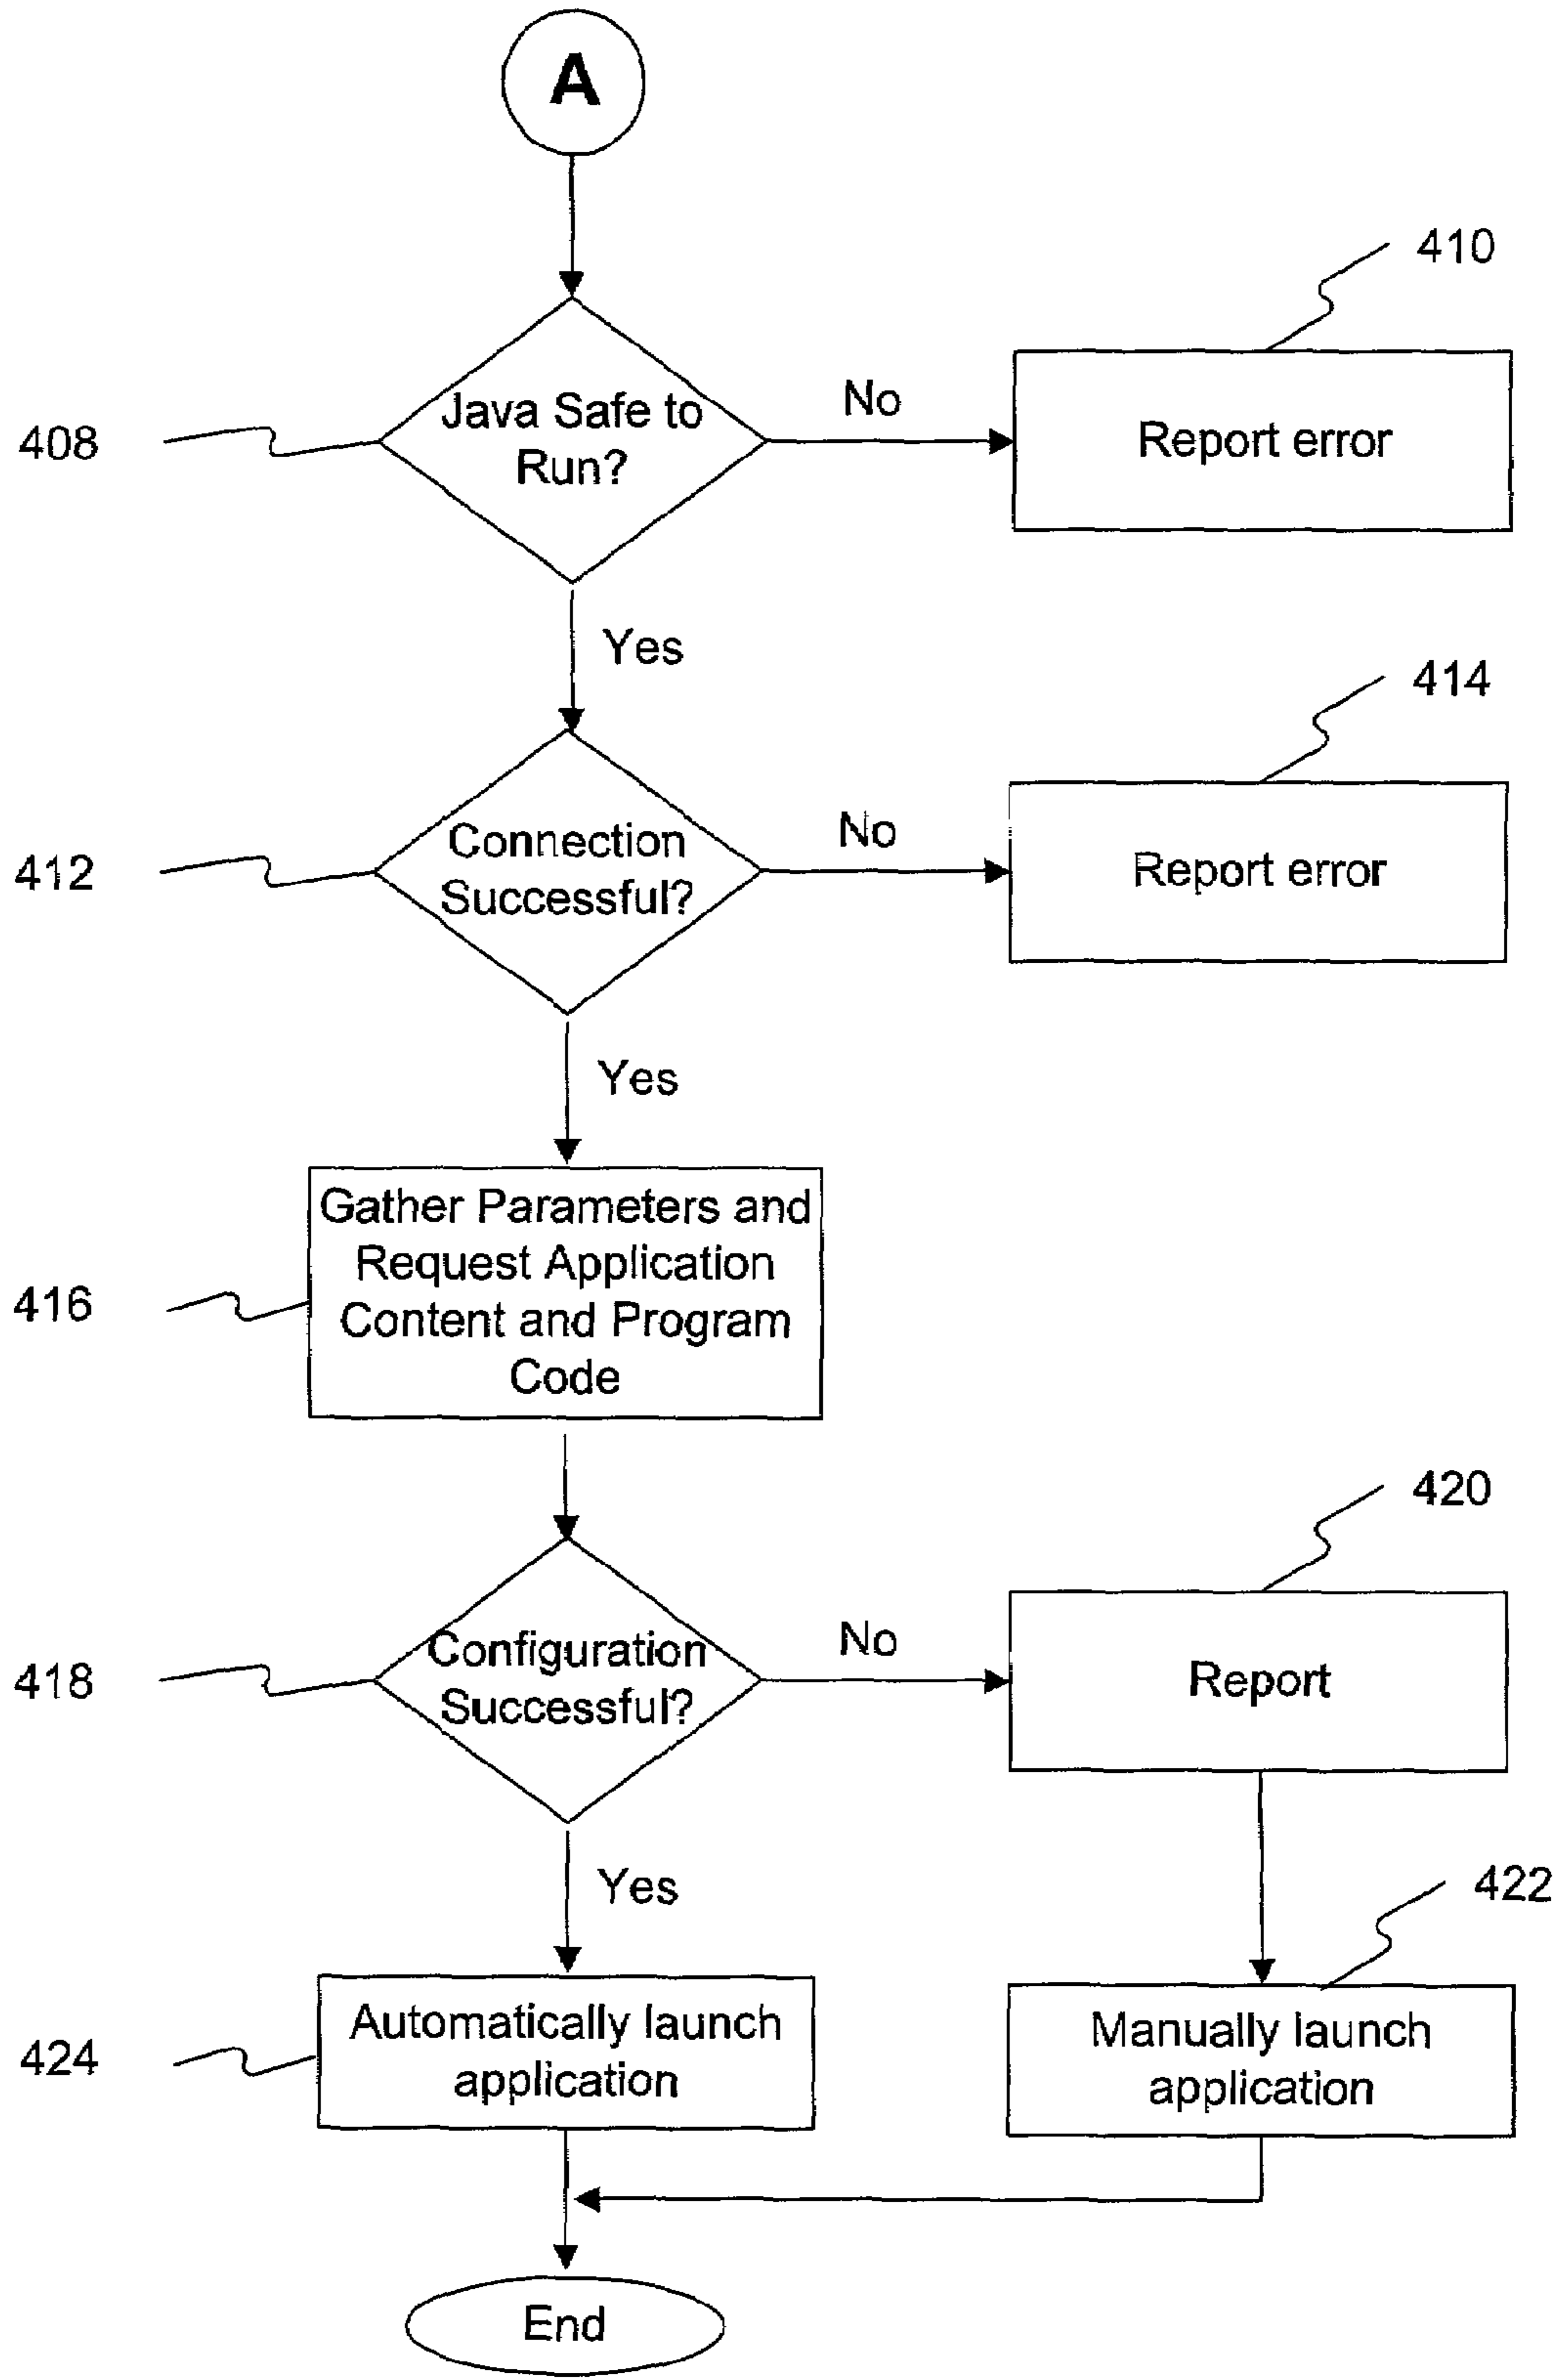 A
410
408
Java Safe to
Run?
No
Report error
Yes
414
412
Connection
Successful?
No
Report error
Yes
416
Gather Parameters and
Request Application
Content and Program
Code
420
418
Configuration
Successful?
No
Report
Yes
422
424
Automatically launch
application
Manually launch
application
End